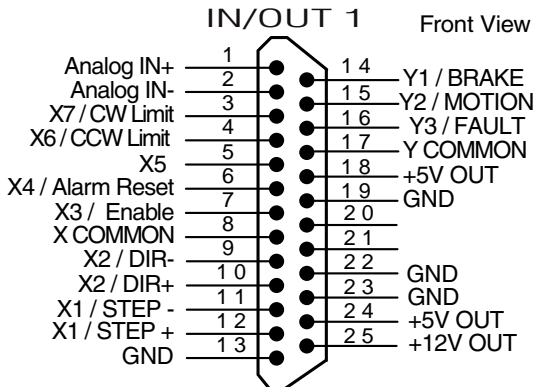 IN/OUT 1
Front View
Analog IN+ 1
Analog IN- 2
X7 / CW Limit 3
X6 / CCW Limit 4
X5 5
X4 / Alarm Reset 6
X3 / Enable 7
X COMMON 8
X2 / DIR- 9
X2 / DIR+ 10
X1 / STEP - 11
X1 / STEP + 12
GND 13
14 Y1 / BRAKE
15 Y2 / MOTION
16 Y3 / FAULT
17 Y COMMON
18 +5V OUT
19 GND
20
21
22 GND
23 GND
24 +5V OUT
25 +12V OUT